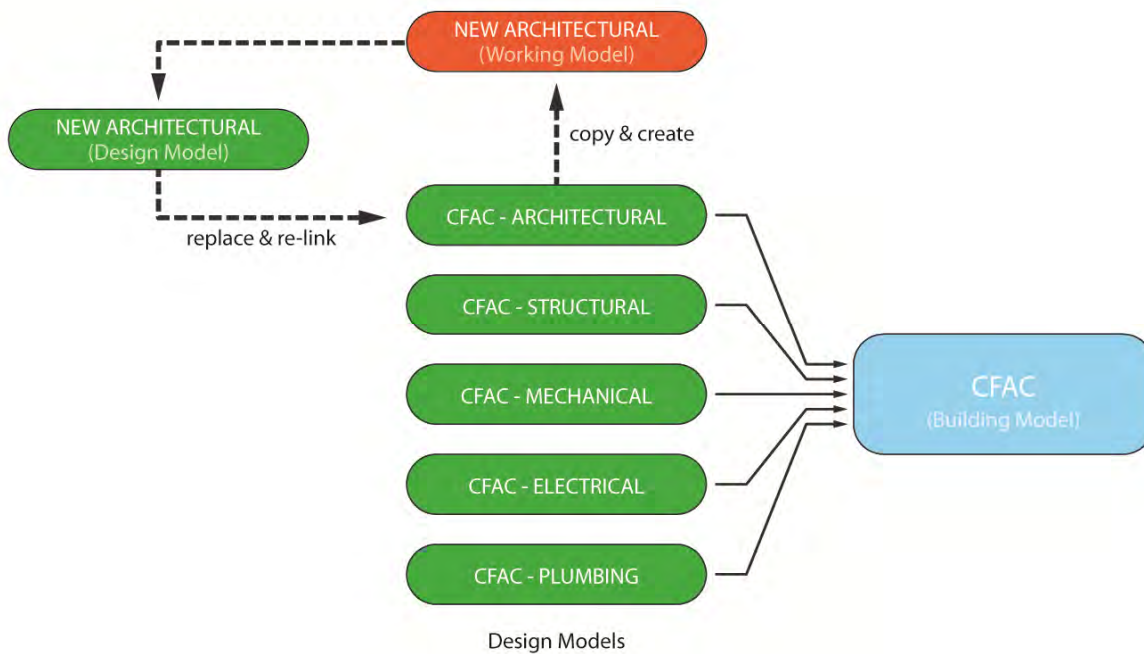 NEW ARCHITECTURAL
(Working Model)
NEW ARCHITECTURAL
(Design Model)
copy & create
replace & re-link
CFAC - ARCHITECTURAL
CFAC - STRUCTURAL
CFAC - MECHANICAL
CFAC - ELECTRICAL
CFAC - PLUMBING
CFAC
(Building Model)
Design Models